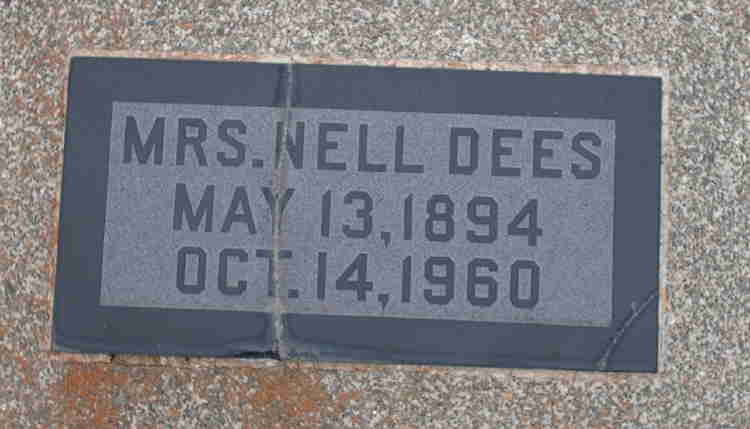 MRS. NELL DEES
MAY 13, 1894
OCT. 14, 1960